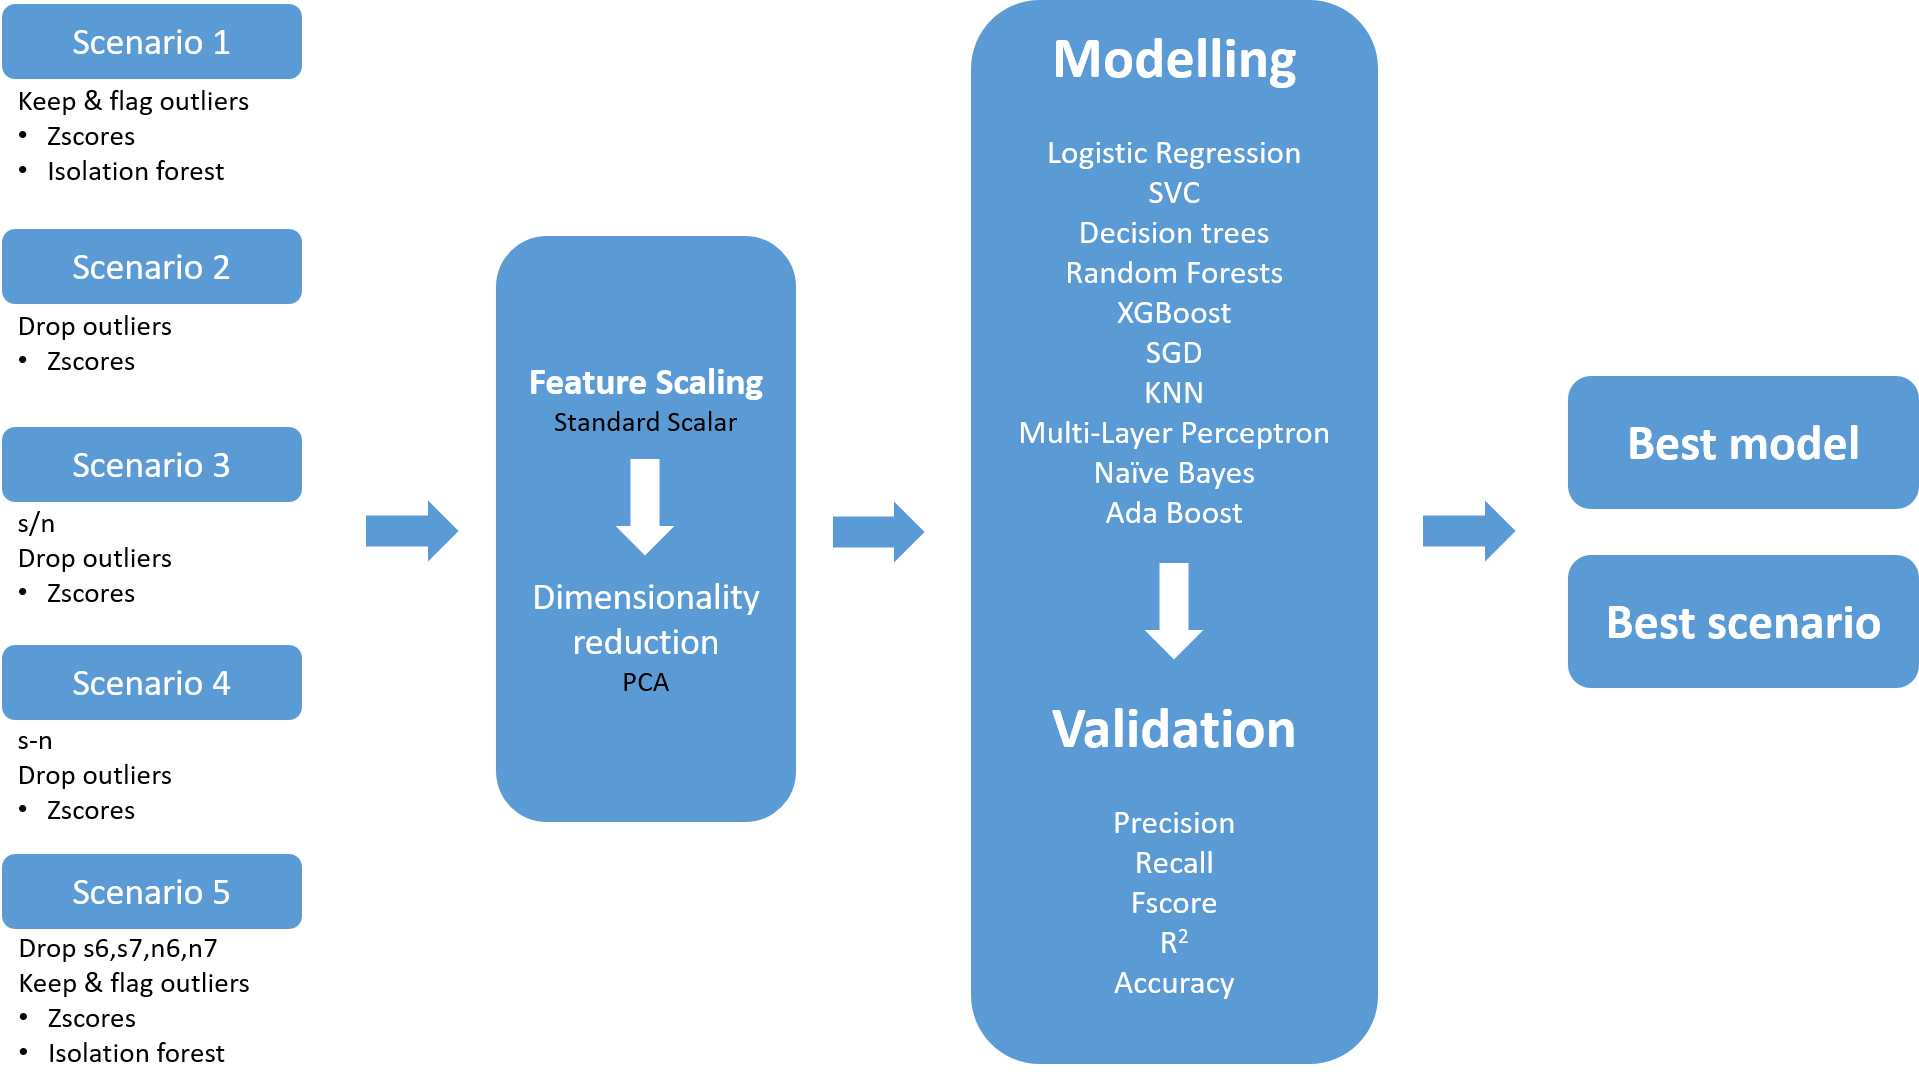 Scenario 1
Keep & flag outliers
• Zscores
• Isolation forest
Scenario 2
Drop outliers
• Zscores
Scenario 3
s/n
Drop outliers
• Zscores
Scenario 4
s-n
Drop outliers
• Zscores
Scenario 5
Drop s6,s7,n6,n7
Keep & flag outliers
• Zscores
• Isolation forest
Feature Scaling
Standard Scalar
Dimensionality
reduction
PCA
Modelling
Logistic Regression
SVC
Decision trees
Random Forests
XGBoost
SGD
KNN
Multi-Layer Perceptron
Naïve Bayes
Ada Boost
Validation
Precision
Recall
Fscore
R²
Accuracy
Best model
Best scenario